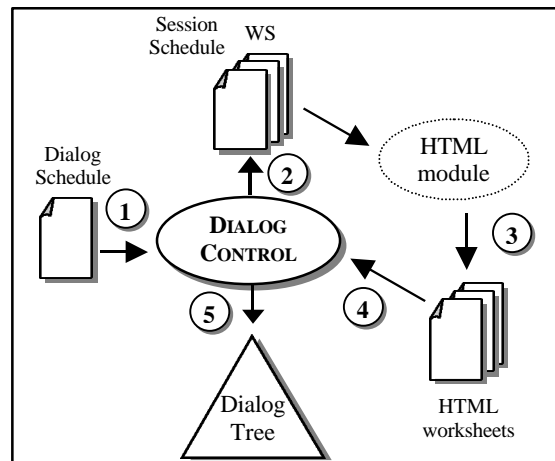 Session
Schedule
WS
Dialog
Schedule
1
2
HTML
module
DIALOG
CONTROL
3
4
5
Dialog
Tree
HTML
worksheets